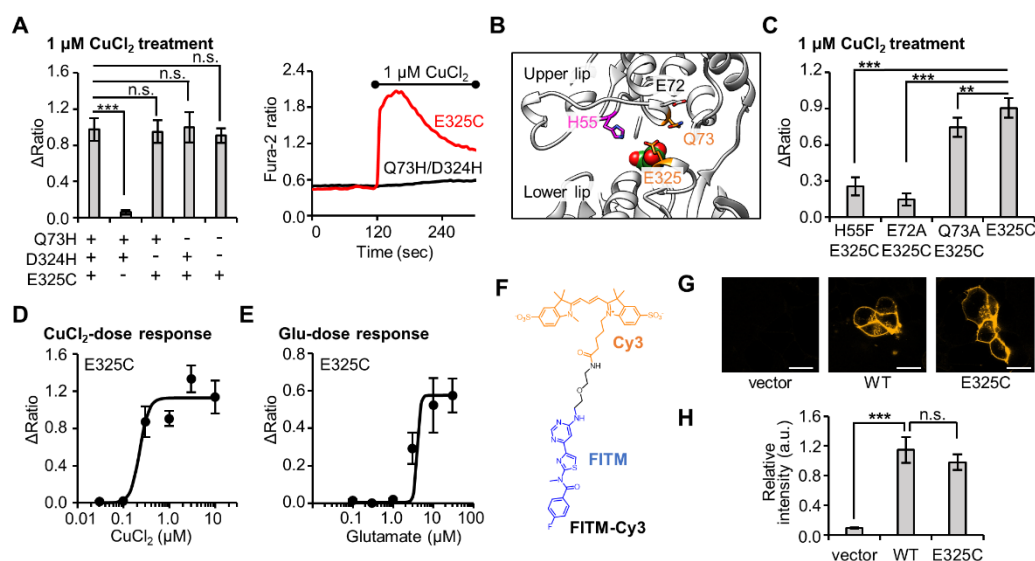 A
1 μM CuCl₂ treatment
n.s.
n.s.
n.s.
***
ΔRatio
1.6
1.2
0.8
0.4
0.0
Q73H + + + - -
D324H + + - + -
E325C + - + + +
1 μM CuCl₂
Fura-2 ratio
2.4
1.8
1.2
0.6
0.0
E325C
Q73H/D324H
0 120 240
Time (sec)
B
Upper lip
E72
H55
Q73
E325
Lower lip
C
1 μM CuCl₂ treatment
***
***
**
ΔRatio
1.2
0.9
0.6
0.3
0.0
H55F E72A Q73A E325C
E325C E325C E325C
D
CuCl₂-dose response
E325C
ΔRatio
1.6
1.2
0.8
0.4
0.0
0.01 0.1 1.0 10
CuCl₂ (μM)
E
Glu-dose response
E325C
ΔRatio
0.8
0.6
0.4
0.2
0.0
0.1 1.0 10 100
Glutamate (μM)
F
SO₃⁻
SO₃⁻
N
N⁺
Cy3
O
NH
O
NH
N
N
N
S
N
O
F
FITM
FITM-Cy3
G
vector
WT
E325C
H
***
n.s.
Relative
intensity (a.u.)
1.6
1.2
0.8
0.4
0.0
vector WT E325C